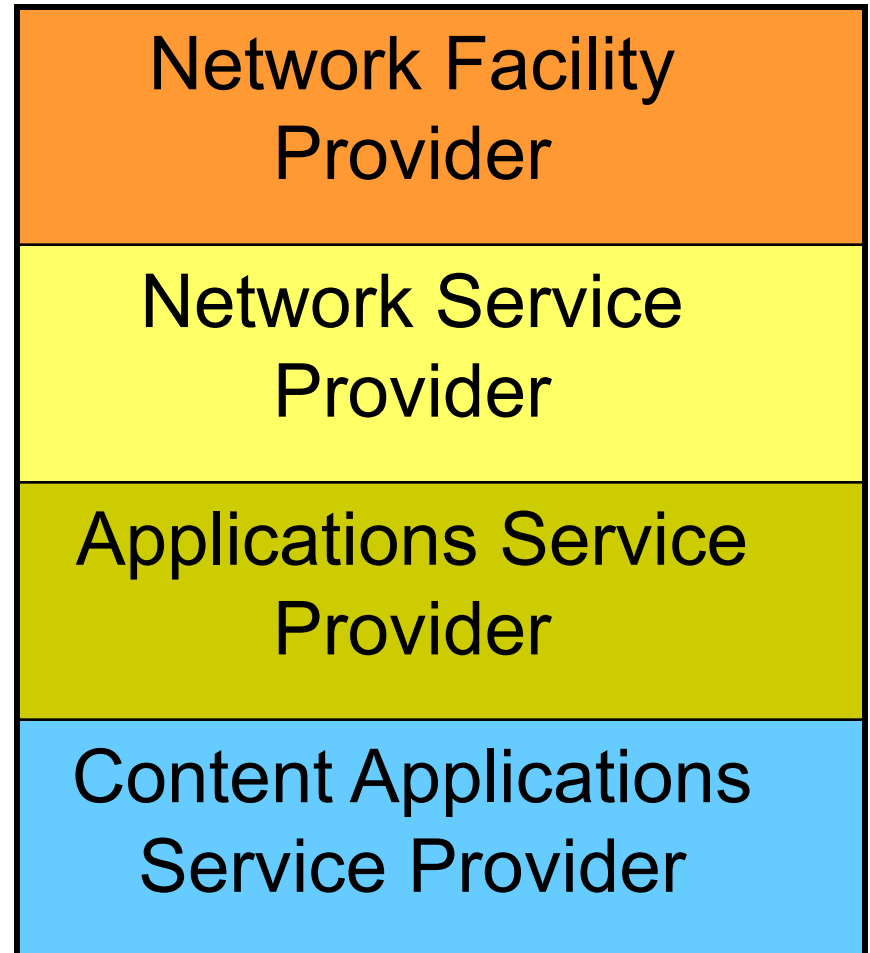 Network Facility
Provider
Network Service
Provider
Applications Service
Provider
Content Applications
Service Provider